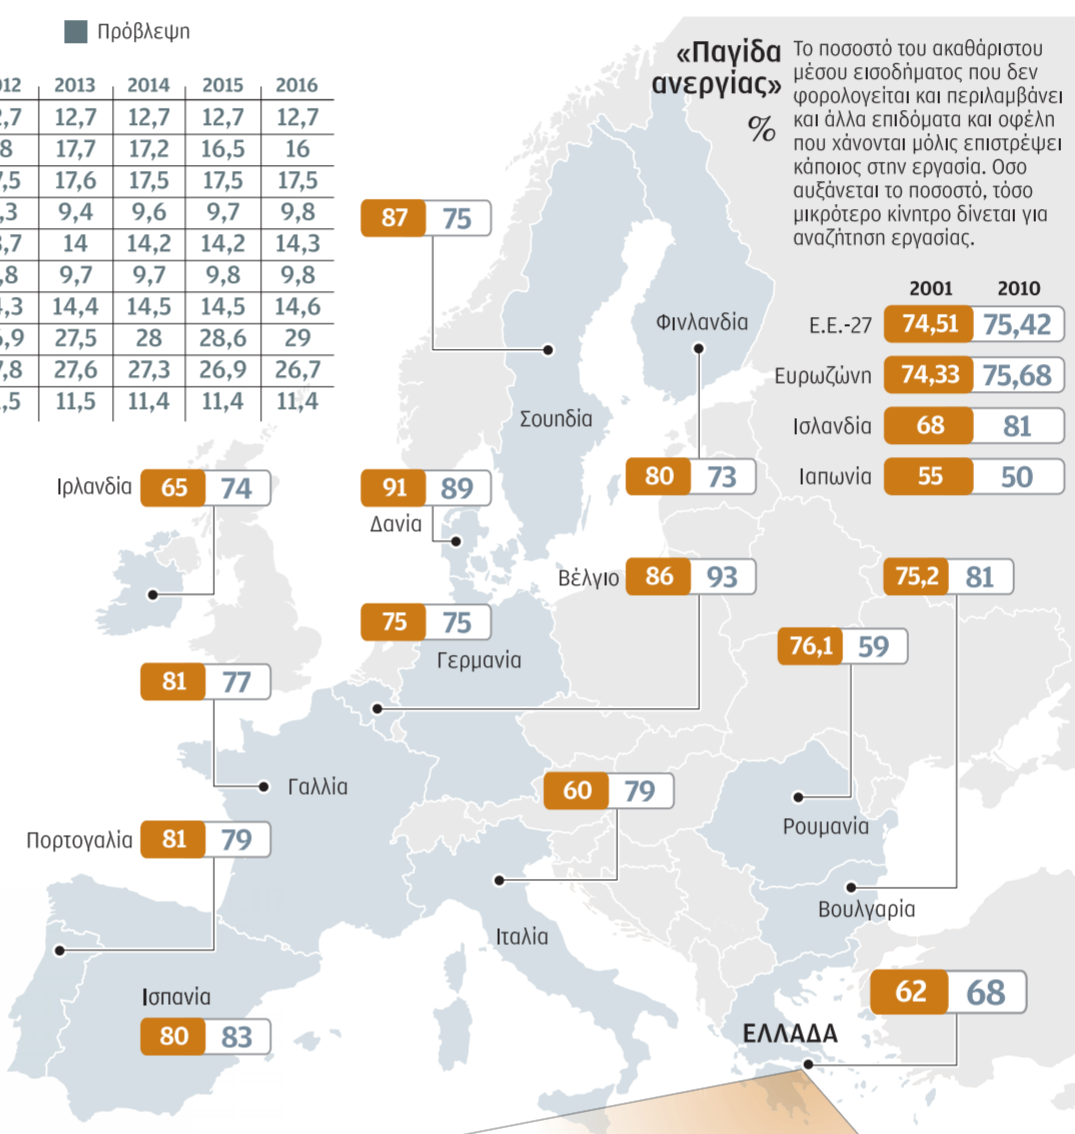 Πρόβλεψη
2013 2014 2015 2016
12,7 12,7 12,7 12,7
17,7 17,2 16,5 16
17,6 17,5 17,5 17,5
9,4 9,6 9,7 9,8
14 14,2 14,2 14,3
9,7 9,7 9,8 9,8
14,4 14,5 14,5 14,6
27,5 28 28,6 29
27,6 27,3 26,9 26,7
11,5 11,4 11,4 11,4
«Παγίδα
ανεργίας»
%
Το ποσοστό του ακαθάριστου
μέσου εισοδήματος που δεν
φορολογείται και περιλαμβάνει
και άλλα επιδόματα και οφέλη
που χάνονται μόλις επιστρέψει
κάποιος στην εργασία. Οσο
αυξάνεται το ποσοστό, τόσο
μικρότερο κίνητρο δίνεται για
αναζήτηση εργασίας.
2001 2010
Ε.Ε.-27 74,51 75,42
Ευρωζώνη 74,33 75,68
Ισλανδία 68 81
Ιαπωνία 55 50
87 75
Σουηδία
Φινλανδία
80 73
Ιρλανδία 65 74
91 89
Δανία
Βέλγιο 86 93
75,2 81
75 75
Γερμανία
76,1 59
81 77
Γαλλία
60 79
Ρουμανία
Πορτογαλία 81 79
Βουλγαρία
Ιταλία
Ισπανία
80 83
62 68
ΕΛΛΑΔΑ